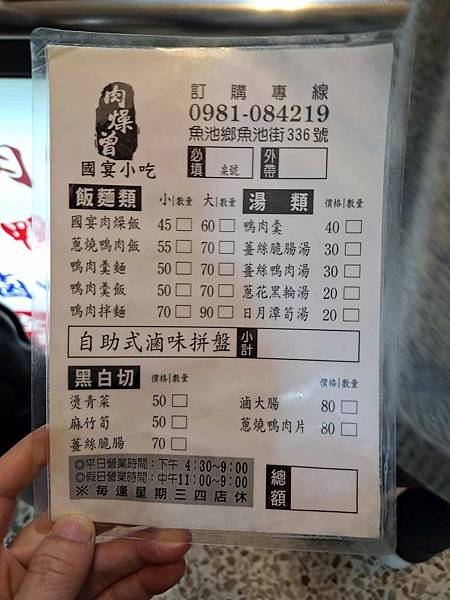 肉燥曾
國宴小吃
訂購專線
0981-084219
魚池鄉魚池街336號
必填 桌號 外帶
飯麵類 小|數量 大|數量
國宴肉燥飯 45 60
蔥燒鴨肉飯 55 70
鴨肉羹麵 50 70
鴨肉羹飯 50 70
鴨肉拌麵 70 90
湯類 價格|數量
鴨肉羹 40
薑絲脆腸湯 30
薑絲鴨肉湯 30
蔥花黑輪湯 20
日月潭筍湯 20
自助式滷味拼盤 小計
黑白切 價格|數量 價格|數量
燙青菜 50
麻竹筍 50
薑絲脆腸 70
滷大腸 80
蔥燒鴨肉片 80
◎平日營業時間:下午 4:30~9:00
◎假日營業時間:中午11:00~9:00
※每逢星期三四店休
總額